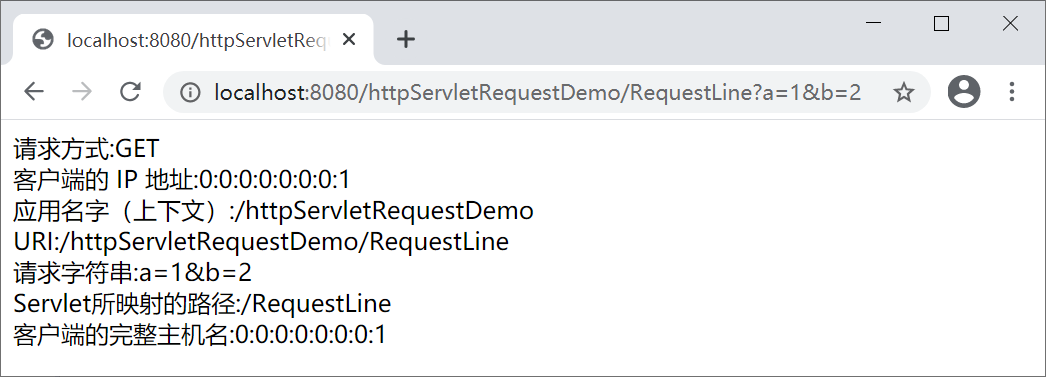 localhost:8080/httpServletReq
localhost:8080/httpServletRequestDemo/RequestLine?a=1&b=2
请求方式:GET
客户端的 IP 地址:0:0:0:0:0:0:0:1
应用名字（上下文）:/httpServletRequestDemo
URI:/httpServletRequestDemo/RequestLine
请求字符串:a=1&b=2
Servlet所映射的路径:/RequestLine
客户端的完整主机名:0:0:0:0:0:0:0:1